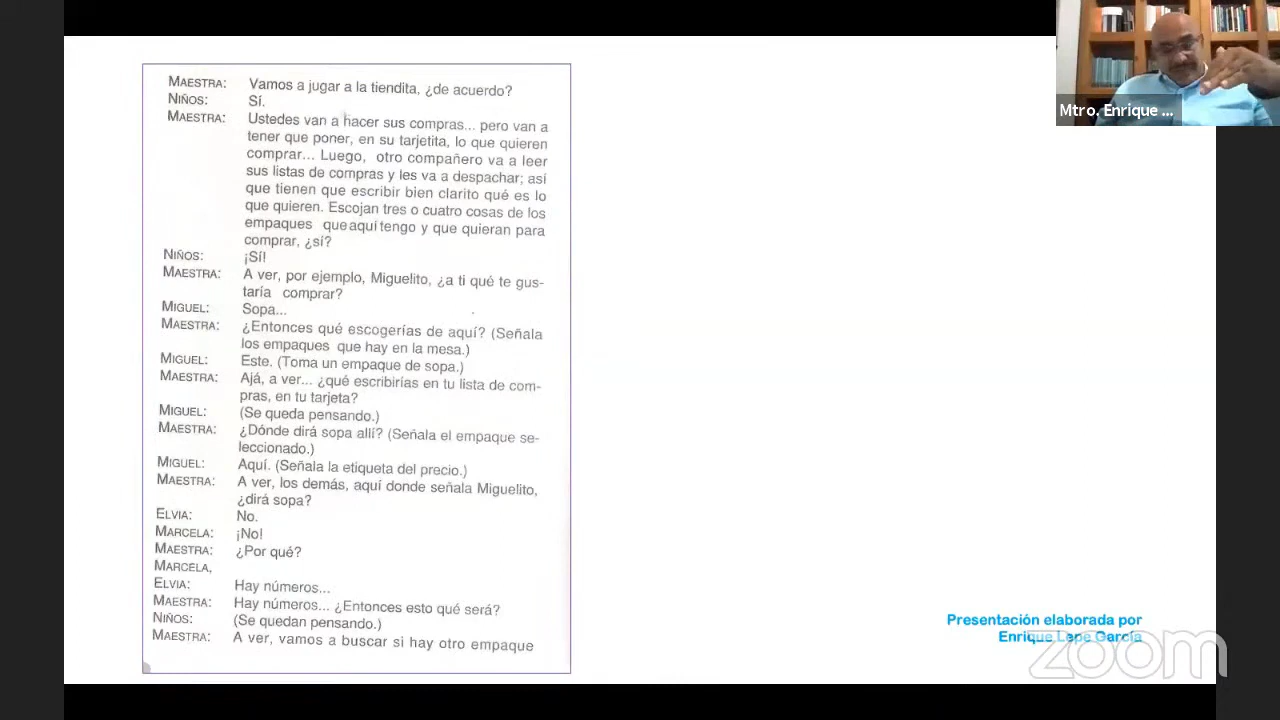 MAESTRA: Vamos a jugar a la tiendita, ¿de acuerdo?
NIÑOS: Sí.
MAESTRA: Ustedes van a hacer sus compras... pero van a
tener que poner, en su tarjetita, lo que quieren
comprar... Luego, otro compañero va a leer
sus listas de compras y les va a despachar; así
que tienen que escribir bien clarito qué es lo
que quieren. Escojan tres o cuatro cosas de los
empaques que aquí tengo y que quieran para
comprar, ¿sí?
NIÑOS: ¡Sí!
MAESTRA: A ver, por ejemplo, Miguelito, ¿a ti qué te gus-
taría comprar?
MIGUEL: Sopa...
MAESTRA: ¿Entonces qué escogerías de aquí? (Señala
los empaques que hay en la mesa.)
MIGUEL: Este. (Toma un empaque de sopa.)
MAESTRA: Ajá, a ver... ¿qué escribirías en tu lista de com-
pras, en tu tarjeta?
MIGUEL: (Se queda pensando.)
MAESTRA: ¿Dónde dirá sopa allí? (Señala el empaque se-
leccionado.)
MIGUEL: Aquí. (Señala la etiqueta del precio.)
MAESTRA: A ver, los demás, aquí donde señala Miguelito,
¿dirá sopa?
ELVIA: No.
MARCELA: ¡No!
MAESTRA: ¿Por qué?
MARCELA,
ELVIA: Hay números...
MAESTRA: Hay números... ¿Entonces esto qué será?
NIÑOS: (Se quedan pensando.)
MAESTRA: A ver, vamos a buscar si hay otro empaque
Mtro. Enrique ...
Presentación elaborada por
Enrique Lepe García
zoom